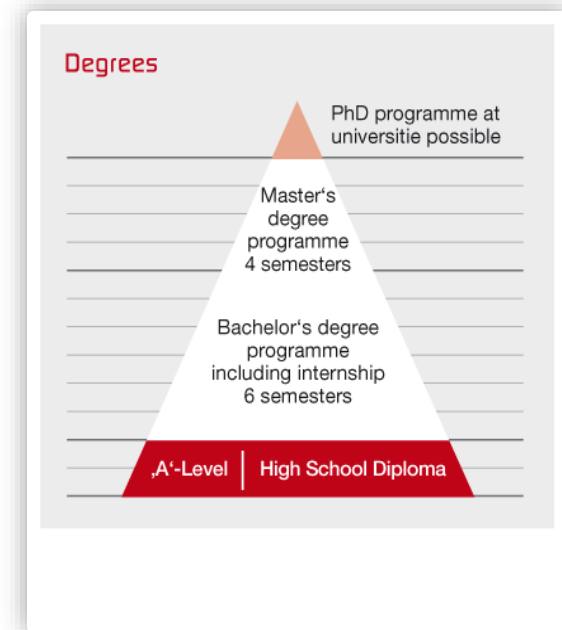 Degrees
PhD programme at
universitie possible
Master‘s
degree
programme
4 semesters
Bachelor‘s degree
programme
including internship
6 semesters
‚A‘-Level | High School Diploma